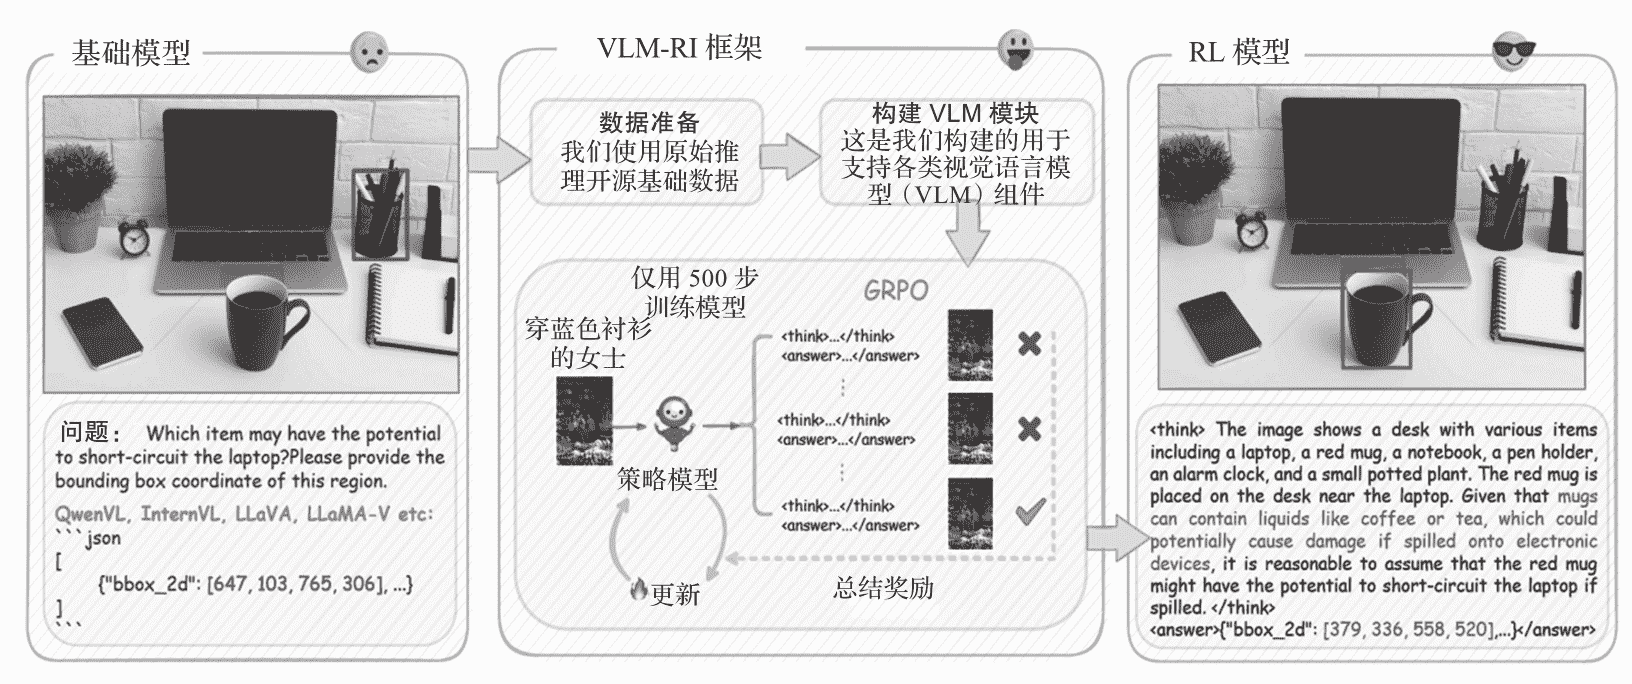 基础模型
问题： Which item may have the potential
to short-circuit the laptop?Please provide the
bounding box coordinate of this region.
QwenVL, InternVL, LLaVA, LLaMA-V etc:
```json
[
{"bbox_2d": [647, 103, 765, 306], ...}
]
```
VLM-RI 框架
数据准备
我们使用原始推
理开源基础数据
构建 VLM 模块
这是我们构建的用于
支持各类视觉语言模
型（VLM）组件
仅用 500 步
训练模型
穿蓝色衬衫
的女士
策略模型
更新
GRPO
<think>...</think>
<answer>...</answer>
⋮
<think>...</think>
<answer>...</answer>
⋮
<think>...</think>
<answer>...</answer>
总结奖励
RL 模型
<think> The image shows a desk with various items
including a laptop, a red mug, a notebook, a pen holder,
an alarm clock, and a small potted plant. The red mug is
placed on the desk near the laptop. Given that mugs
can contain liquids like coffee or tea, which could
potentially cause damage if spilled onto electronic
devices, it is reasonable to assume that the red mug
might have the potential to short-circuit the laptop if
spilled. </think>
<answer>{"bbox_2d": [379, 336, 558, 520],...}</answer>